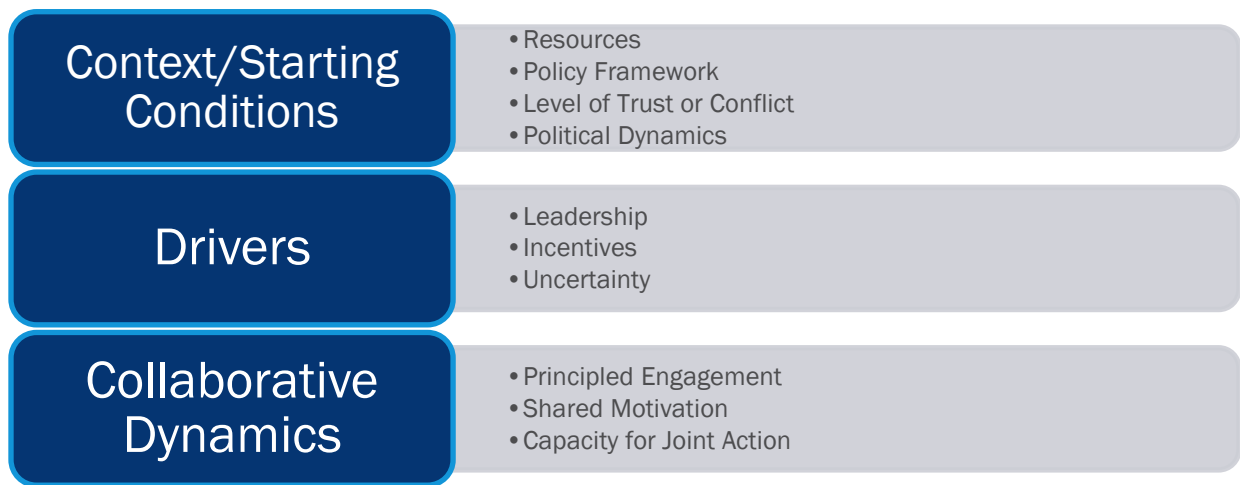 Context/Starting
Conditions
•Resources
•Policy Framework
•Level of Trust or Conflict
•Political Dynamics
Drivers
•Leadership
•Incentives
•Uncertainty
Collaborative
Dynamics
•Principled Engagement
•Shared Motivation
•Capacity for Joint Action